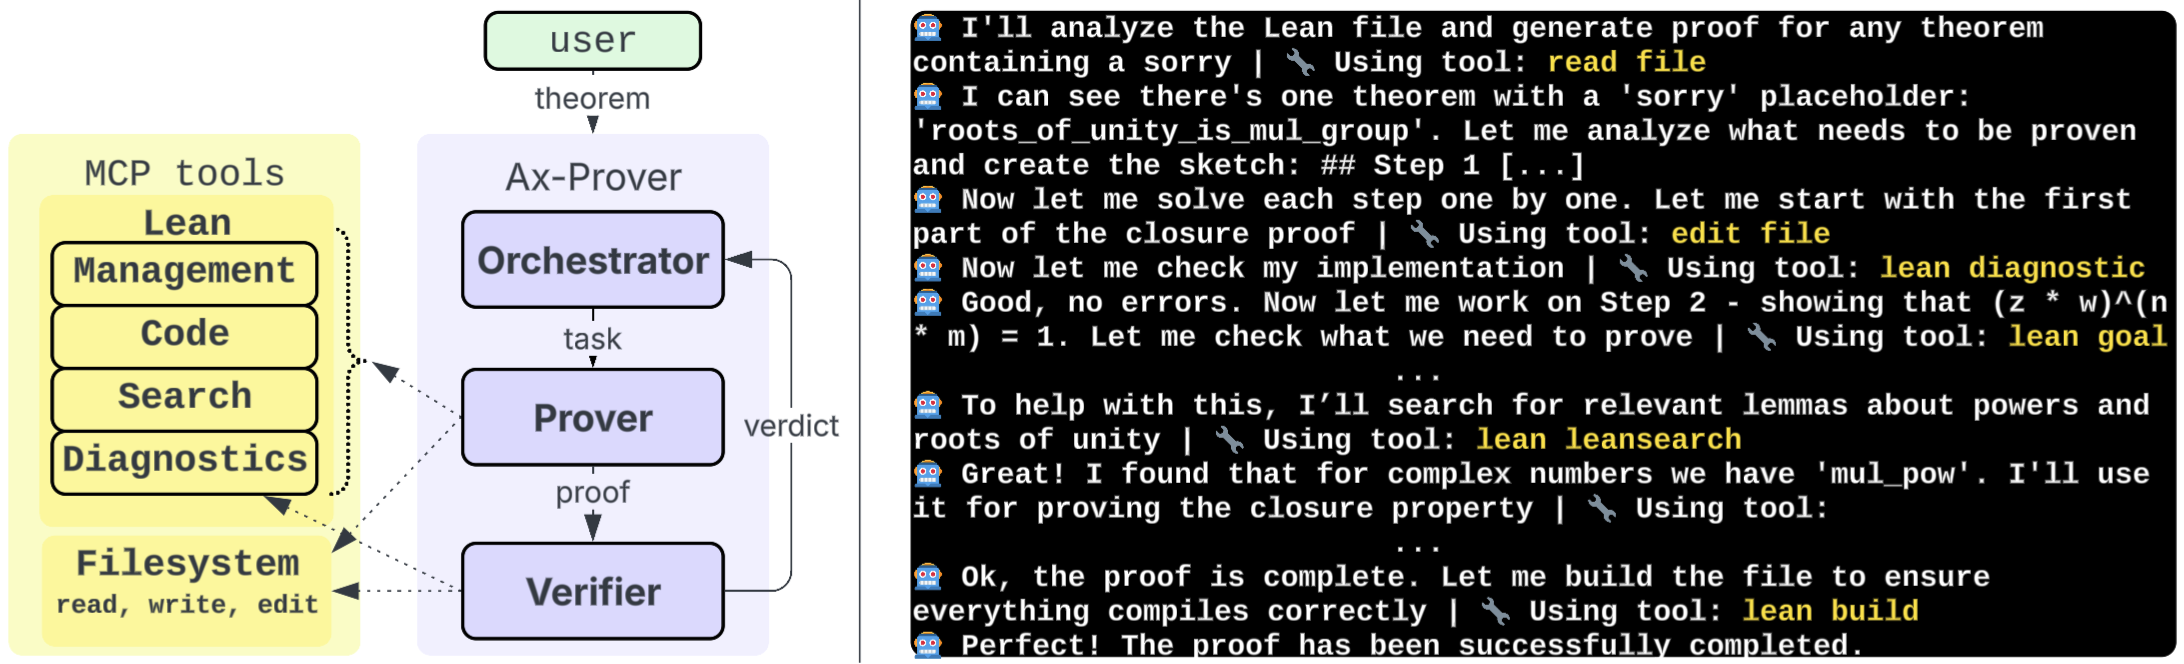 user
theorem
MCP tools
Lean
Management
Code
Search
Diagnostics
Filesystem
read, write, edit
Ax-Prover
Orchestrator
task
Prover
proof
Verifier
verdict
I'll analyze the Lean file and generate proof for any theorem
containing a sorry | Using tool: read file
I can see there's one theorem with a 'sorry' placeholder:
'roots_of_unity_is_mul_group'. Let me analyze what needs to be proven
and create the sketch: ## Step 1 [...]
Now let me solve each step one by one. Let me start with the first
part of the closure proof | Using tool: edit file
Now let me check my implementation | Using tool: lean diagnostic
Good, no errors. Now let me work on Step 2 - showing that (z * w)^(n
* m) = 1. Let me check what we need to prove | Using tool: lean goal
...
To help with this, I’ll search for relevant lemmas about powers and
roots of unity | Using tool: lean leansearch
Great! I found that for complex numbers we have 'mul_pow'. I'll use
it for proving the closure property | Using tool:
...
Ok, the proof is complete. Let me build the file to ensure
everything compiles correctly | Using tool: lean build
Perfect! The proof has been successfully completed.